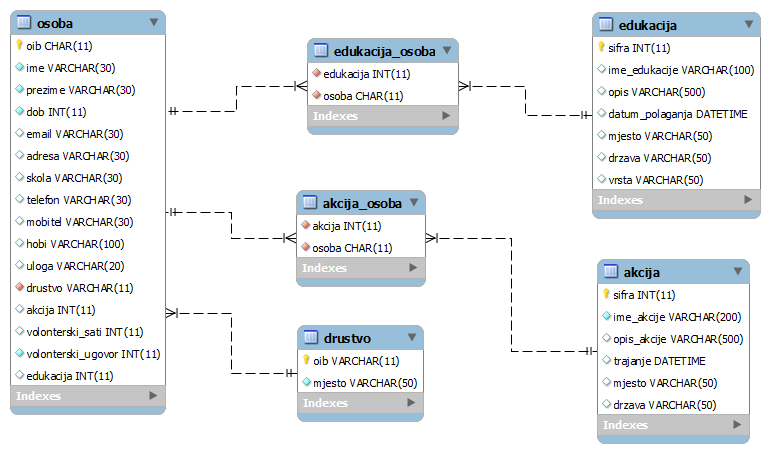 osoba
oib CHAR(11)
ime VARCHAR(30)
prezime VARCHAR(30)
dob INT(11)
email VARCHAR(30)
adresa VARCHAR(30)
skola VARCHAR(30)
telefon VARCHAR(30)
mobitel VARCHAR(30)
hobi VARCHAR(100)
uloga VARCHAR(20)
drustvo VARCHAR(11)
akcija INT(11)
volonterski_sati INT(11)
volonterski_ugovor INT(11)
edukacija INT(11)
Indexes
edukacija_osoba
edukacija INT(11)
osoba CHAR(11)
Indexes
akcija_osoba
akcija INT(11)
osoba CHAR(11)
Indexes
drustvo
oib VARCHAR(11)
mjesto VARCHAR(50)
Indexes
edukacija
sifra INT(11)
ime_edukacije VARCHAR(100)
opis VARCHAR(500)
datum_polaganja DATETIME
mjesto VARCHAR(50)
drzava VARCHAR(50)
vrsta VARCHAR(50)
Indexes
akcija
sifra INT(11)
ime_akcije VARCHAR(200)
opis_akcije VARCHAR(500)
trajanje DATETIME
mjesto VARCHAR(50)
drzava VARCHAR(50)
Indexes